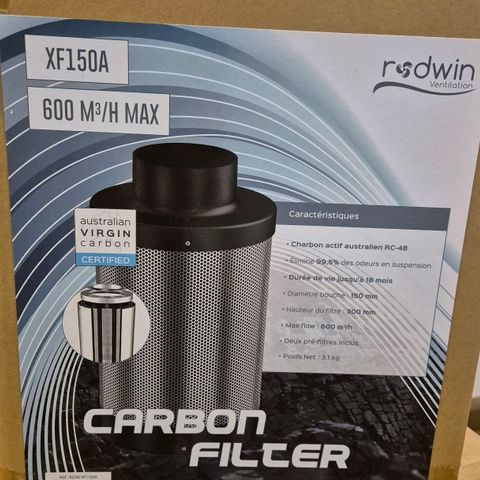 XF150A
600 M³/H MAX
rodwin
Ventilation
australian
VIRGIN
carbon
CERTIFIED
Caractéristiques
• Charbon actif australien RC-48
• Élimine 99,5% des odeurs en suspension
• Durée de vie jusqu'à 18 mois
• Diamètre bouche : 150 mm
• Hauteur du filtre : 300 mm
• Max flow : 600 m³/h
• Deux pré-filtres inclus
• Poids Net : 3.1 kg
CARBON
FILTER